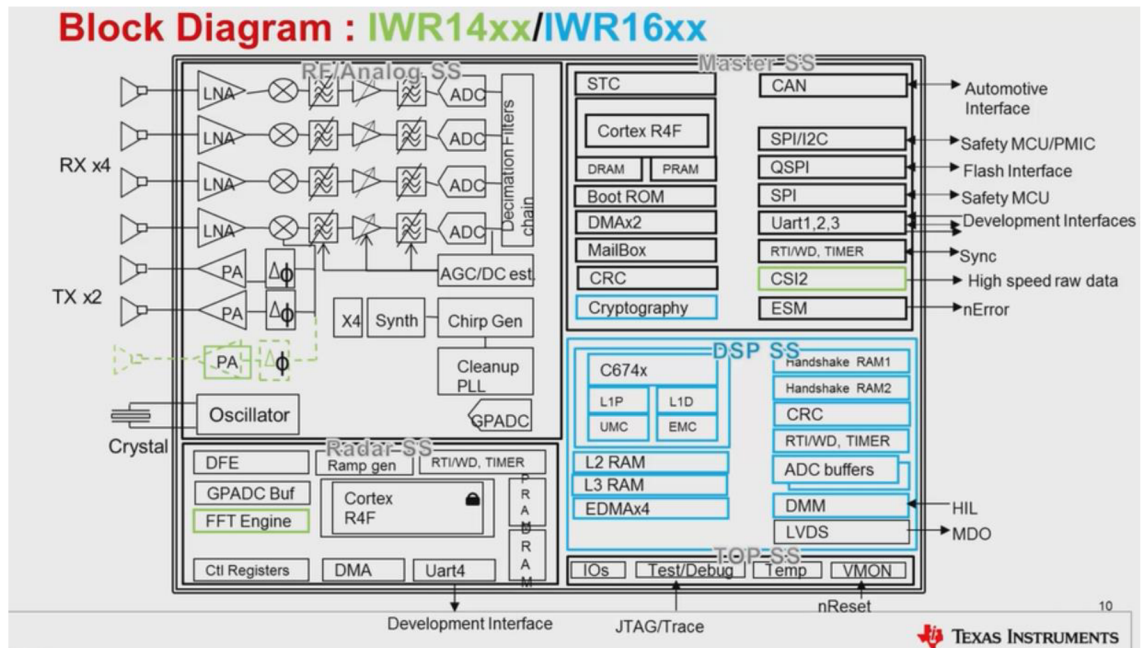 Block Diagram : IWR14xx/IWR16xx
RF/Analog SS
LNA
ADC
LNA
ADC
RX x4
LNA
ADC
LNA
ADC
Decimation Filters chain
PA
Δϕ
AGC/DC est.
TX x2
PA
Δϕ
X4
Synth
Chirp Gen
PA
Δϕ
Cleanup
PLL
Oscillator
GPADC
Crystal
Radar SS
DFE
Ramp gen
RTI/WD, TIMER
GPADC Buf
Cortex
R4F
PRAM
FFT Engine
DRAM
Ctl Registers
DMA
Uart4
Development Interface
Master SS
STC
CAN
Automotive
Interface
Cortex R4F
SPI/I2C
Safety MCU/PMIC
DRAM
PRAM
QSPI
Flash Interface
Boot ROM
SPI
Safety MCU
DMAx2
Uart1,2,3
Development Interfaces
MailBox
RTI/WD, TIMER
Sync
CRC
CSI2
High speed raw data
Cryptography
ESM
nError
DSP SS
C674x
Handshake RAM1
Handshake RAM2
L1P
L1D
CRC
UMC
EMC
RTI/WD, TIMER
L2 RAM
ADC buffers
L3 RAM
EDMAx4
DMM
HIL
LVDS
MDO
TOP SS
IOs
Test/Debug
Temp
VMON
nReset
JTAG/Trace
10
TEXAS INSTRUMENTS